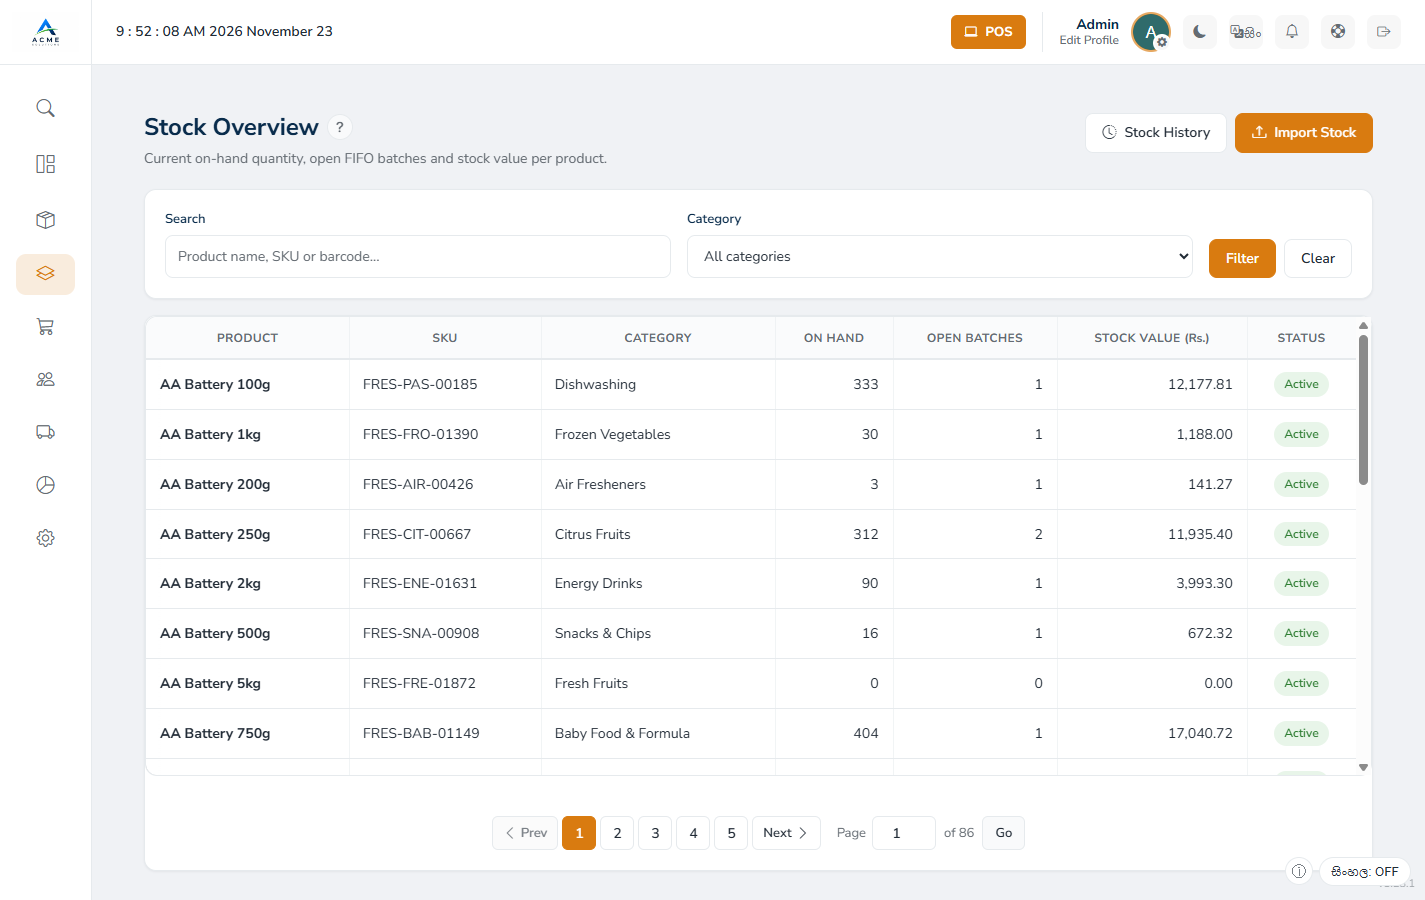 ACME
9 : 52 : 08 AM 2026 November 23
POS
Admin
Edit Profile
A
සිං
Stock Overview ?
Current on-hand quantity, open FIFO batches and stock value per product.
Stock History
Import Stock
Search
Category
Product name, SKU or barcode...
All categories
Filter
Clear
PRODUCT SKU CATEGORY ON HAND OPEN BATCHES STOCK VALUE (Rs.) STATUS
AA Battery 100g FRES-PAS-00185 Dishwashing 333 1 12,177.81 Active
AA Battery 1kg FRES-FRO-01390 Frozen Vegetables 30 1 1,188.00 Active
AA Battery 200g FRES-AIR-00426 Air Fresheners 3 1 141.27 Active
AA Battery 250g FRES-CIT-00667 Citrus Fruits 312 2 11,935.40 Active
AA Battery 2kg FRES-ENE-01631 Energy Drinks 90 1 3,993.30 Active
AA Battery 500g FRES-SNA-00908 Snacks & Chips 16 1 672.32 Active
AA Battery 5kg FRES-FRE-01872 Fresh Fruits 0 0 0.00 Active
AA Battery 750g FRES-BAB-01149 Baby Food & Formula 404 1 17,040.72 Active
Prev 1 2 3 4 5 Next Page 1 of 86 Go
සිංහල: OFF